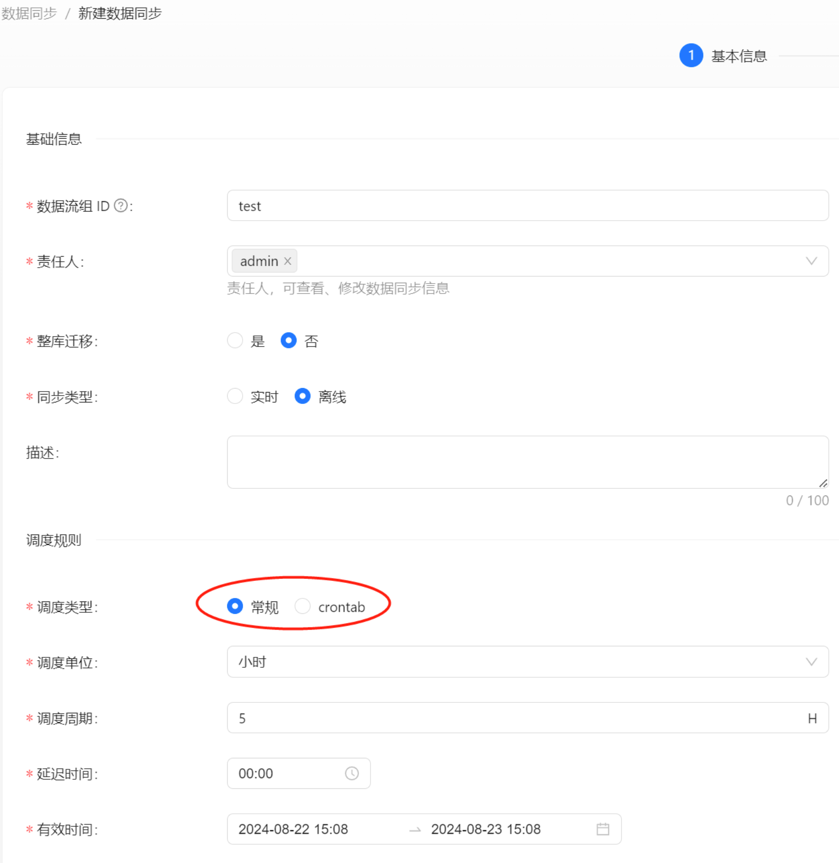 数据同步 / 新建数据同步
1 基本信息
基础信息
* 数据流组 ID ? :
test
* 责任人:
admin ×
责任人，可查看、修改数据同步信息
* 整库迁移:
是 否
* 同步类型:
实时 离线
描述:
0 / 100
调度规则
* 调度类型:
常规 crontab
* 调度单位:
小时
* 调度周期:
5 H
* 延迟时间:
00:00
* 有效时间:
2024-08-22 15:08 → 2024-08-23 15:08